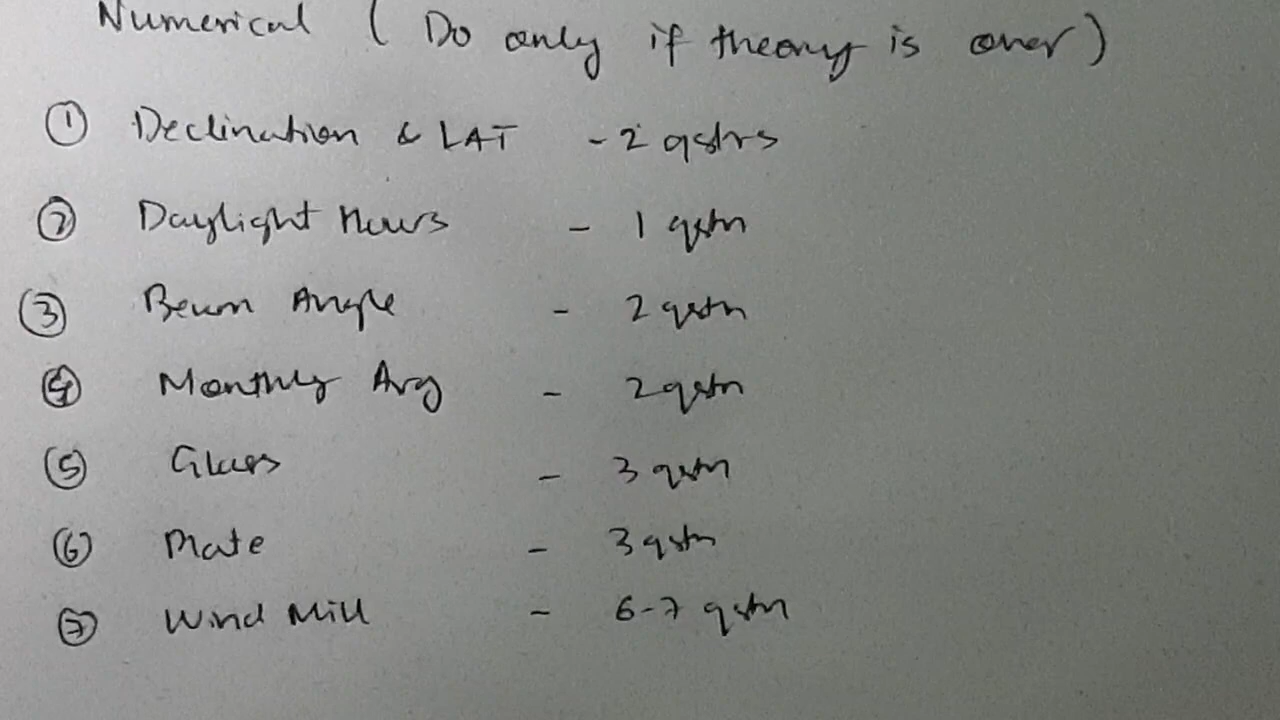 Numerical ( Do only if theory is over )
① Declination & LAT - 2 qstns
② Daylight Hours - 1 qstn
③ Beam Angle - 2 qstn
④ Monthly Avg - 2 qstn
⑤ Glass - 3 qstn
⑥ Plate - 3 qstn
⑦ Wind Mill - 6-7 qstn